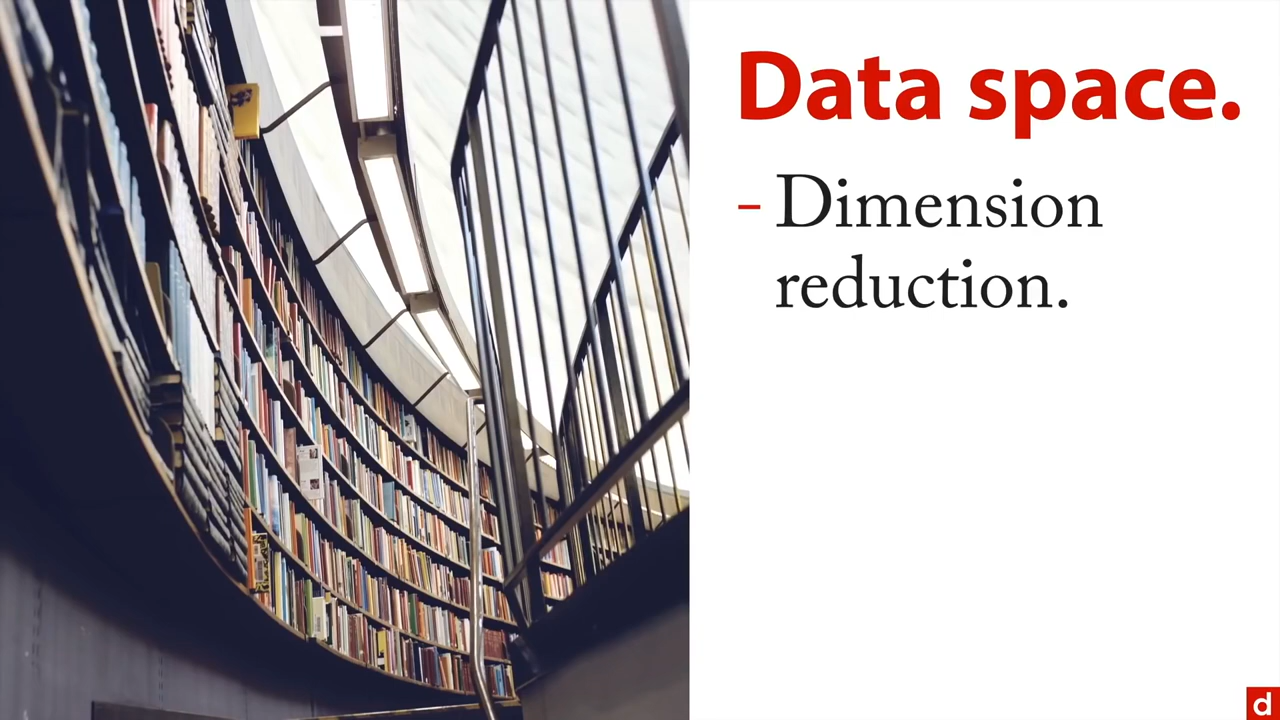 Data space.
- Dimension
reduction.
d